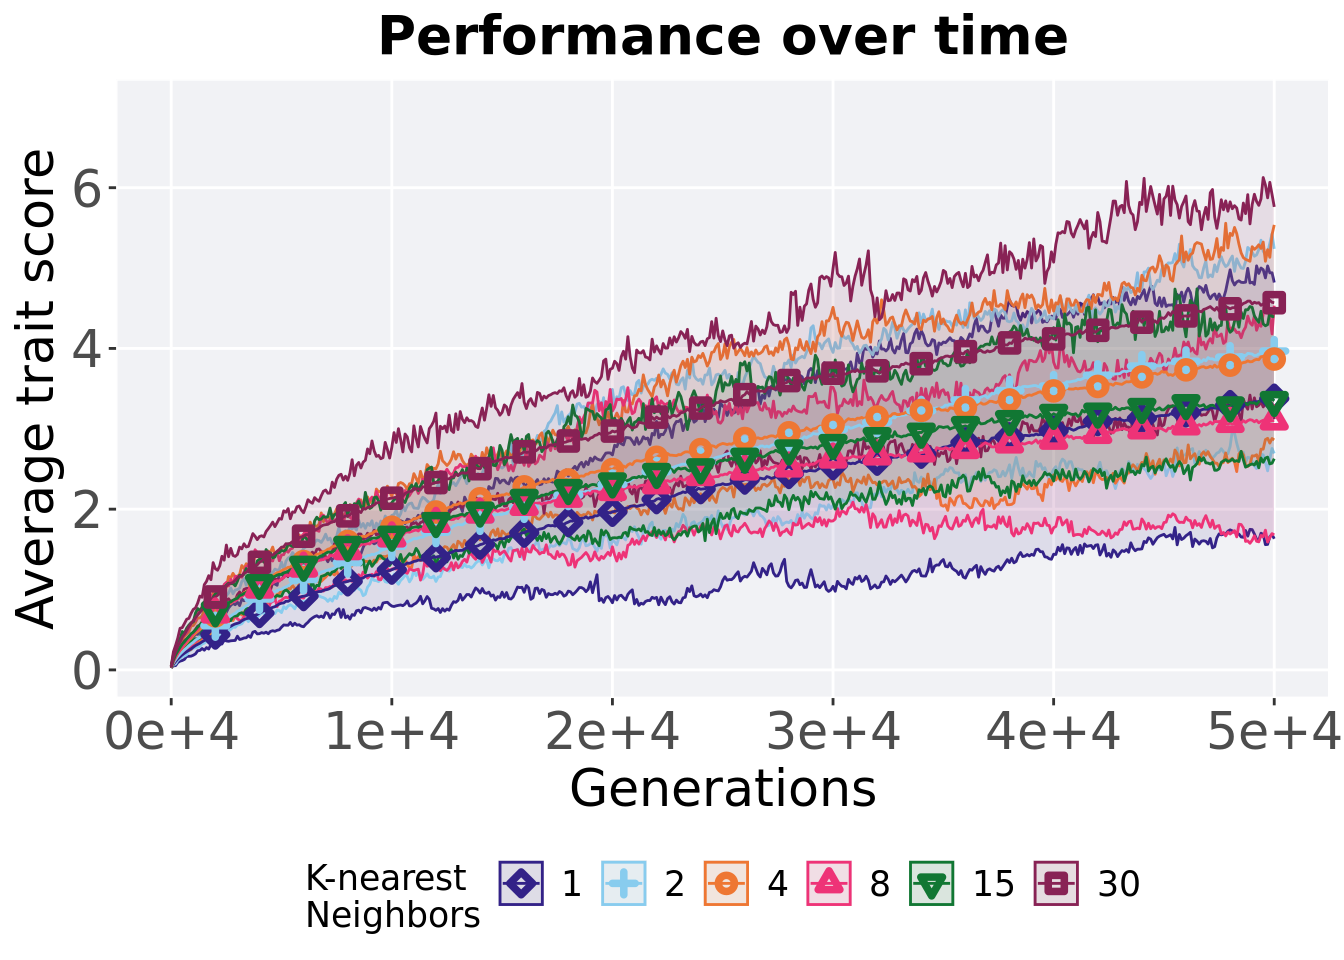 Performance over time
Average trait score
6
4
2
0
0e+4 1e+4 2e+4 3e+4 4e+4 5e+4
Generations
K-nearest
Neighbors
1 2 4 8 15 30